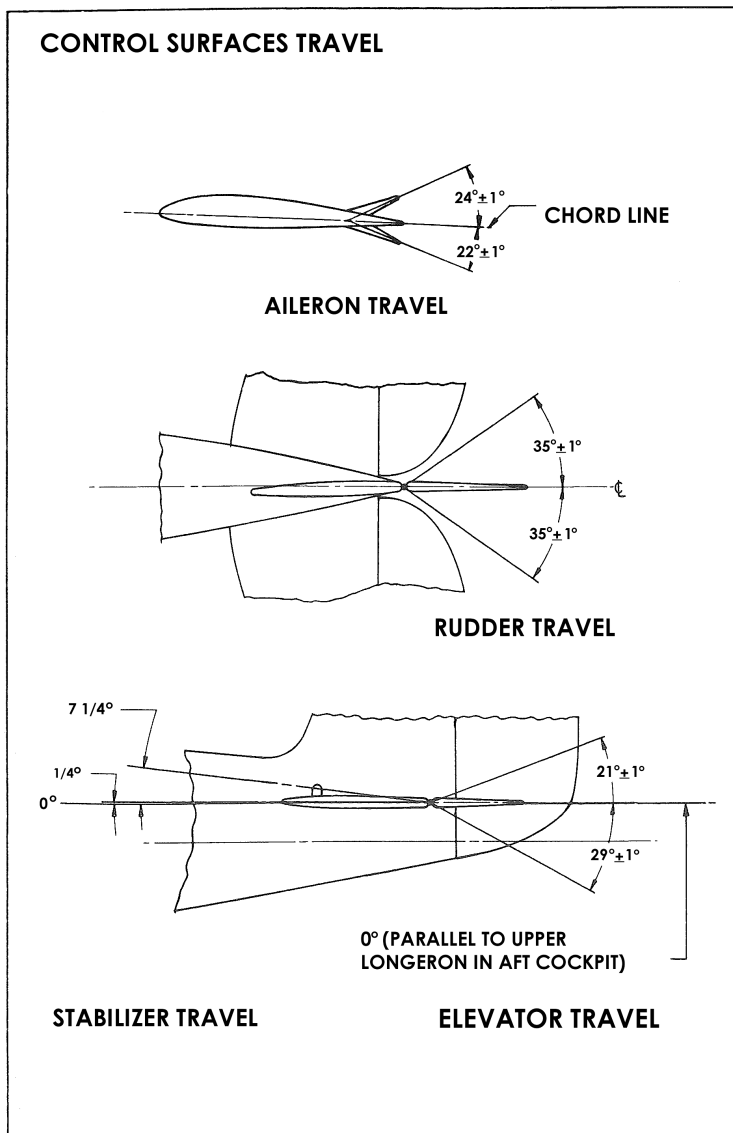 CONTROL SURFACES TRAVEL
24°±1°
CHORD LINE
22°±1°
AILERON TRAVEL
35°±1°
℄
35°±1°
RUDDER TRAVEL
7 1/4°
1/4°
0°
21°±1°
29°±1°
0° (PARALLEL TO UPPER
LONGERON IN AFT COCKPIT)
STABILIZER TRAVEL
ELEVATOR TRAVEL